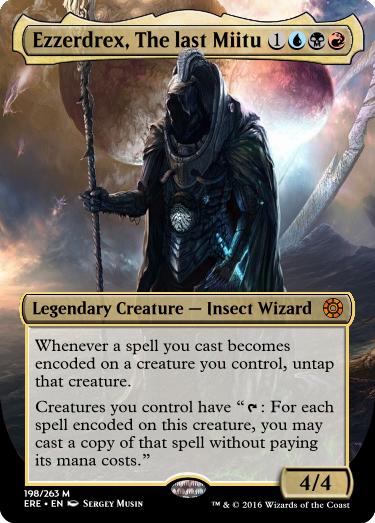 Ezzerdrex, The last Miitu 1
Legendary Creature — Insect Wizard
Whenever a spell you cast becomes
encoded on a creature you control, untap
that creature.
Creatures you control have “ : For each
spell encoded on this creature, you may
cast a copy of that spell without paying
its mana costs.”
4/4
198/263 M
ERE • EN Sergey Musin
™ & © 2016 Wizards of the Coast